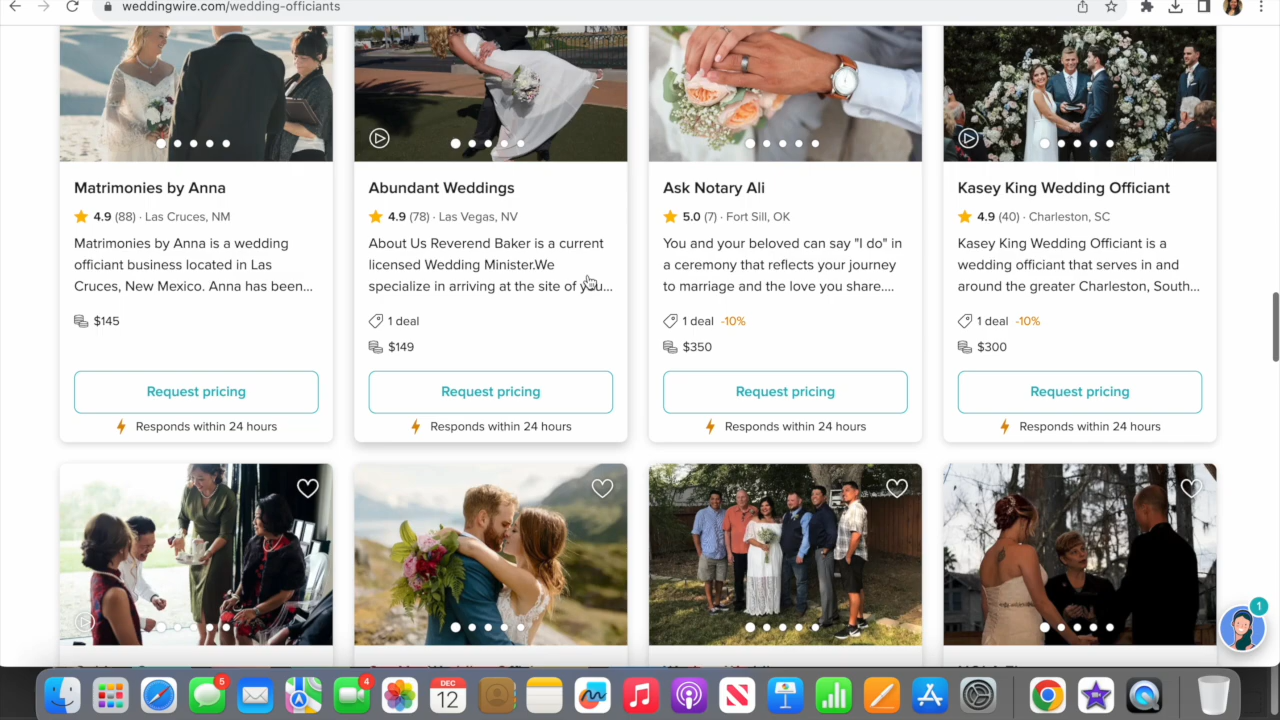 weddingwire.com/wedding-officiants
Matrimonies by Anna
4.9 (88) · Las Cruces, NM
Matrimonies by Anna is a wedding
officiant business located in Las
Cruces, New Mexico. Anna has been...
$145
Request pricing
Responds within 24 hours
Abundant Weddings
4.9 (78) · Las Vegas, NV
About Us Reverend Baker is a current
licensed Wedding Minister.We
specialize in arriving at the site of you...
1 deal
$149
Request pricing
Responds within 24 hours
Ask Notary Ali
5.0 (7) · Fort Sill, OK
You and your beloved can say "I do" in
a ceremony that reflects your journey
to marriage and the love you share....
1 deal -10%
$350
Request pricing
Responds within 24 hours
Kasey King Wedding Officiant
4.9 (40) · Charleston, SC
Kasey King Wedding Officiant is a
wedding officiant that serves in and
around the greater Charleston, South...
1 deal -10%
$300
Request pricing
Responds within 24 hours
1
5
4
DEC
12